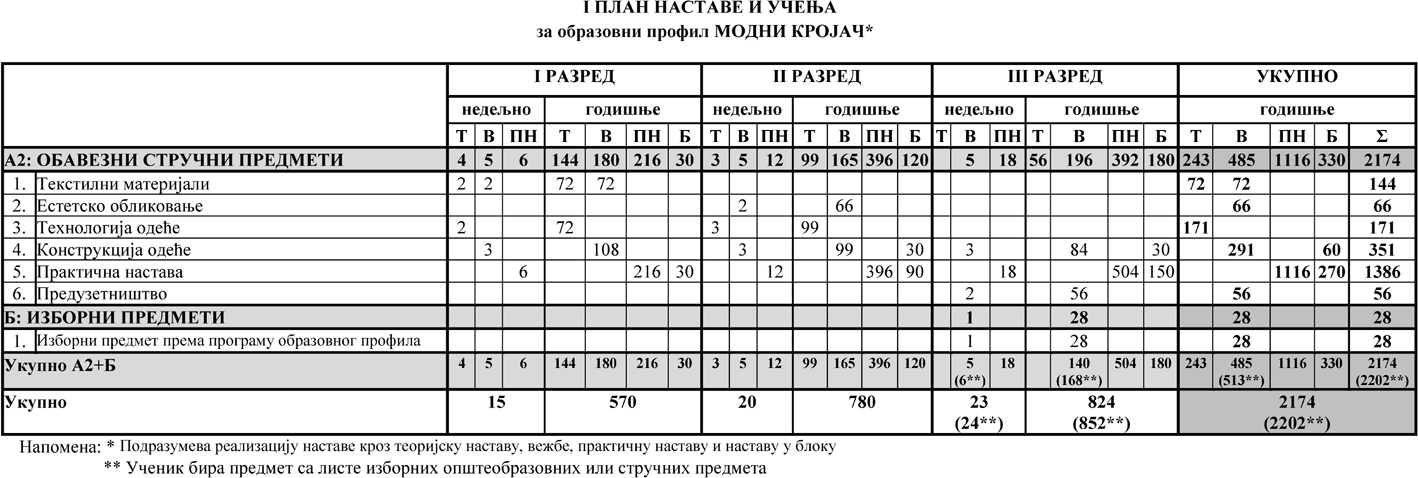 I ПЛАН НАСТАВЕ И УЧЕЊА
за образовни профил МОДНИ КРОЈАЧ*
I РАЗРЕД II РАЗРЕД III РАЗРЕД УКУПНО
недељно годишње недељно годишње недељно годишње годишње
Т В ПН Т В ПН Б Т В ПН Т В ПН Б Т В ПН Т В ПН Б Т В ПН Б Σ
А2: ОБАВЕЗНИ СТРУЧНИ ПРЕДМЕТИ 4 5 6 144 180 216 30 3 5 12 99 165 396 120 5 18 56 196 392 180 243 485 1116 330 2174
1. Текстилни материјали 2 2 72 72 72 72 144
2. Естетско обликовање 2 66 66 66
3. Технологија одеће 2 72 3 99 171 171
4. Конструкција одеће 3 108 3 99 30 3 84 30 291 60 351
5. Практична настава 6 216 30 12 396 90 18 504 150 1116 270 1386
6. Предузетништво 2 56 56 56
Б: ИЗБОРНИ ПРЕДМЕТИ 1 28 28 28
1. Изборни предмет према програму образовног профила 1 28 28 28
Укупно А2+Б 4 5 6 144 180 216 30 3 5 12 99 165 396 120 5 18 140 504 180 243 485 1116 330 2174
(6**) (168**) (513**) (2202**)
Укупно 15 570 20 780 23 824 2174
(24**) (852**) (2202**)
Напомена: * Подразумева реализацију наставе кроз теоријску наставу, вежбе, практичну наставу и наставу у блоку
** Ученик бира предмет са листе изборних општеобразовних или стручних предмета